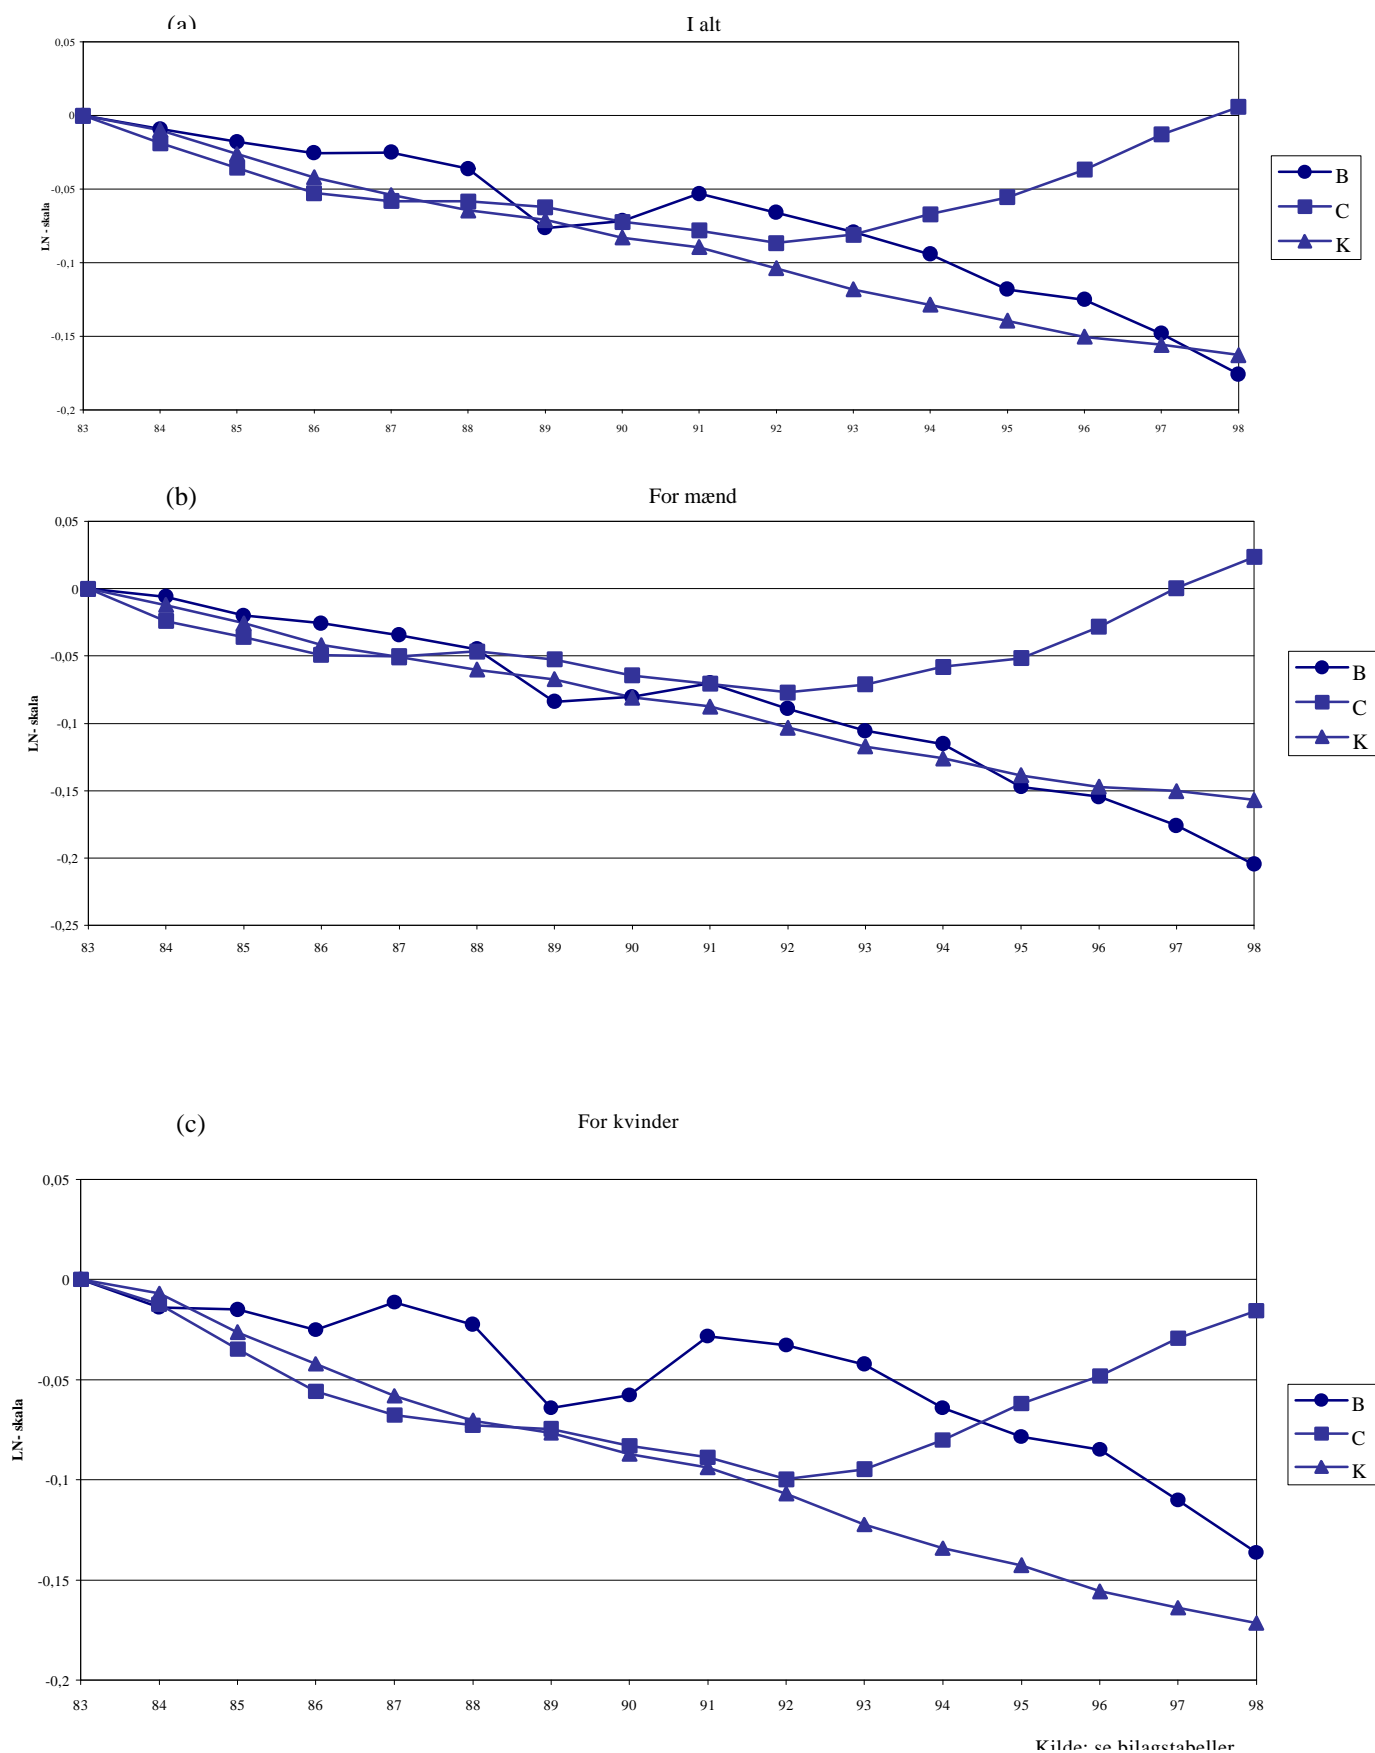 (a)
I alt
0,05
0
-0,05
-0,1
-0,15
-0,2
LN - skala
83 84 85 86 87 88 89 90 91 92 93 94 95 96 97 98
B
C
K
(b)
For mænd
0,05
0
-0,05
-0,1
-0,15
-0,2
-0,25
LN- skala
83 84 85 86 87 88 89 90 91 92 93 94 95 96 97 98
B
C
K
(c)
For kvinder
0,05
0
-0,05
-0,1
-0,15
-0,2
LN- skala
83 84 85 86 87 88 89 90 91 92 93 94 95 96 97 98
B
C
K
Kilde: se bilagstabeller